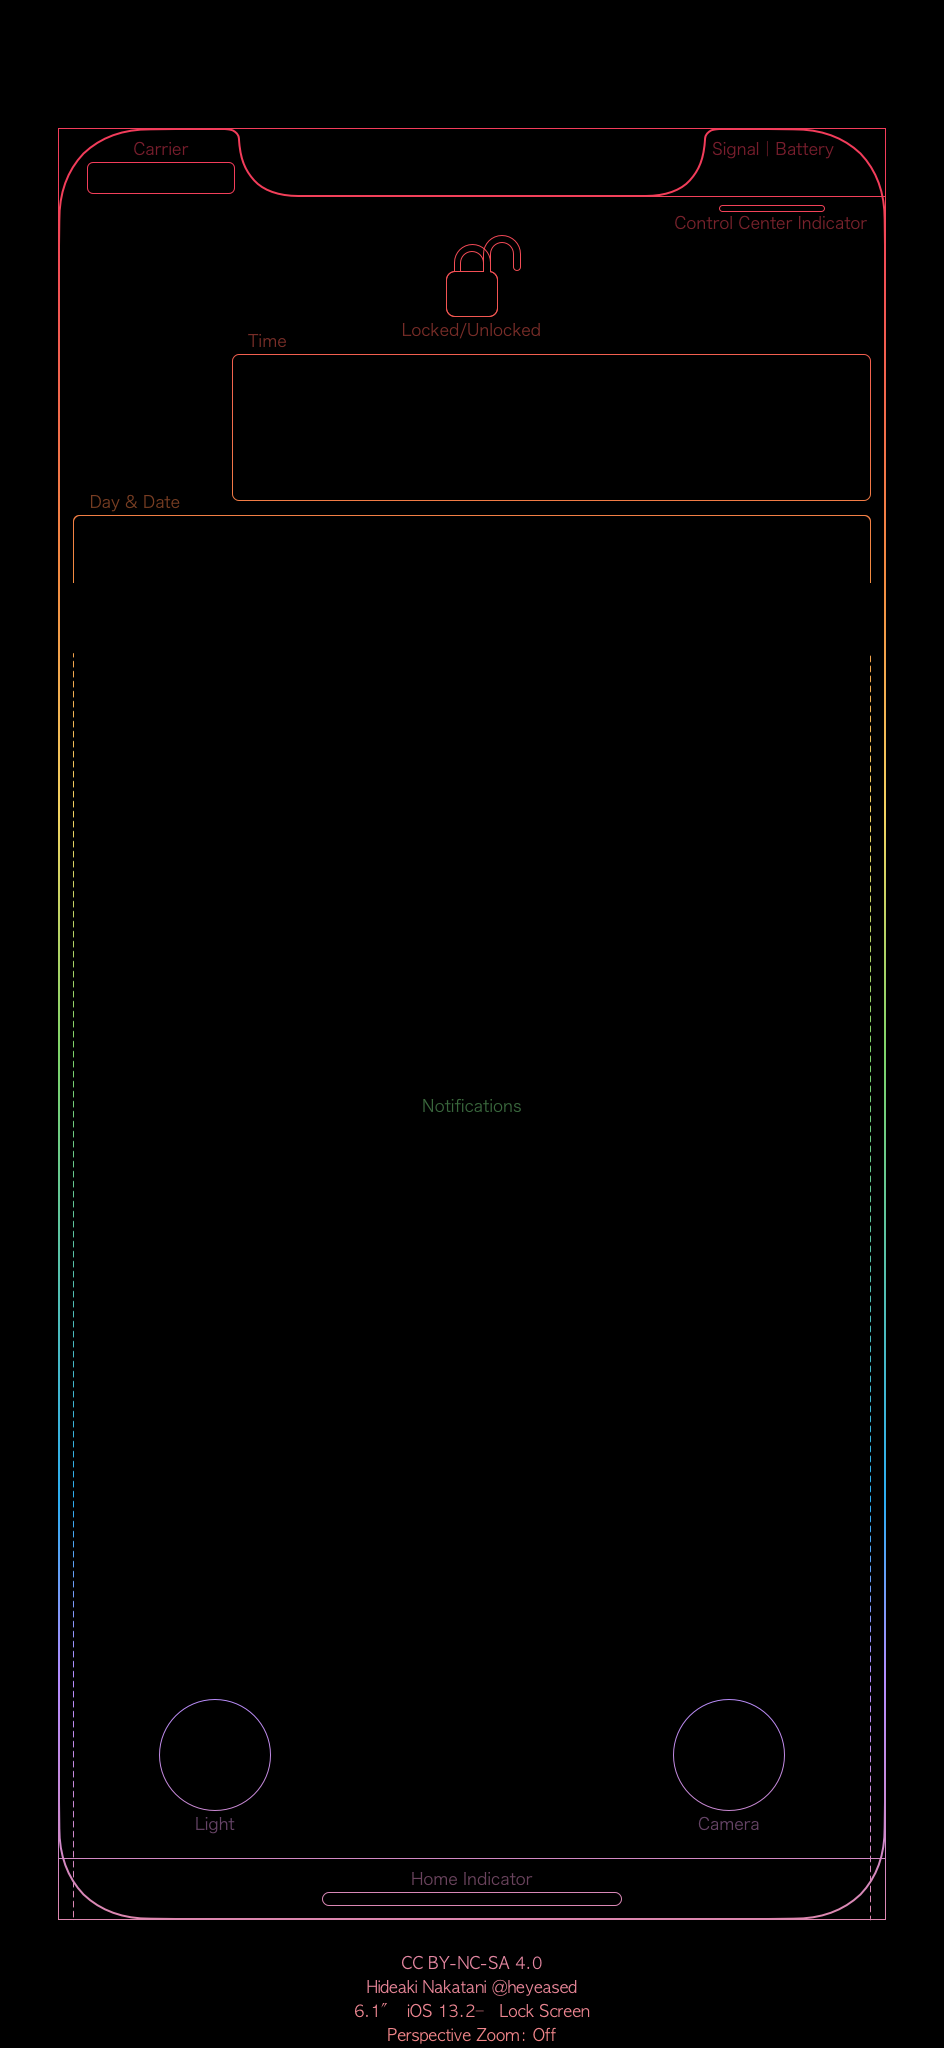 Carrier
Signal | Battery
Control Center Indicator
Locked/Unlocked
Time
Day & Date
Notifications
Light
Camera
Home Indicator
CC BY-NC-SA 4.0
Hideaki Nakatani @heyeased
6.1″ iOS 13.2– Lock Screen
Perspective Zoom: Off